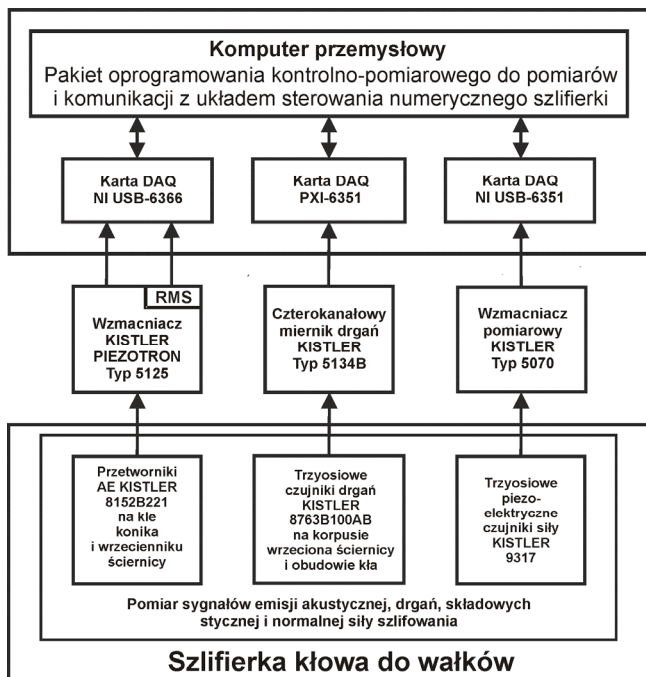 Komputer przemysłowy
Pakiet oprogramowania kontrolno-pomiarowego do pomiarów
i komunikacji z układem sterowania numerycznego szlifierki
Karta DAQ
NI USB-6366
Karta DAQ
PXI-6351
Karta DAQ
NI USB-6351
RMS
Wzmacniacz
KISTLER
PIEZOTRON
Typ 5125
Czterokanałowy
miernik drgań
KISTLER
Typ 5134B
Wzmacniacz
pomiarowy
KISTLER
Typ 5070
Przetworniki
AE KISTLER
8152B221
na kle
konika
i wrzecienniku
ściernicy
Trzyosiowe
czujniki drgań
KISTLER
8763B100AB
na korpusie
wrzeciona ściernicy
i obudowie kła
Trzyosiowe
piezo-
elektryczne
czujniki siły
KISTLER
9317
Pomiar sygnałów emisji akustycznej, drgań, składowych
stycznej i normalnej siły szlifowania
Szlifierka kłowa do wałków